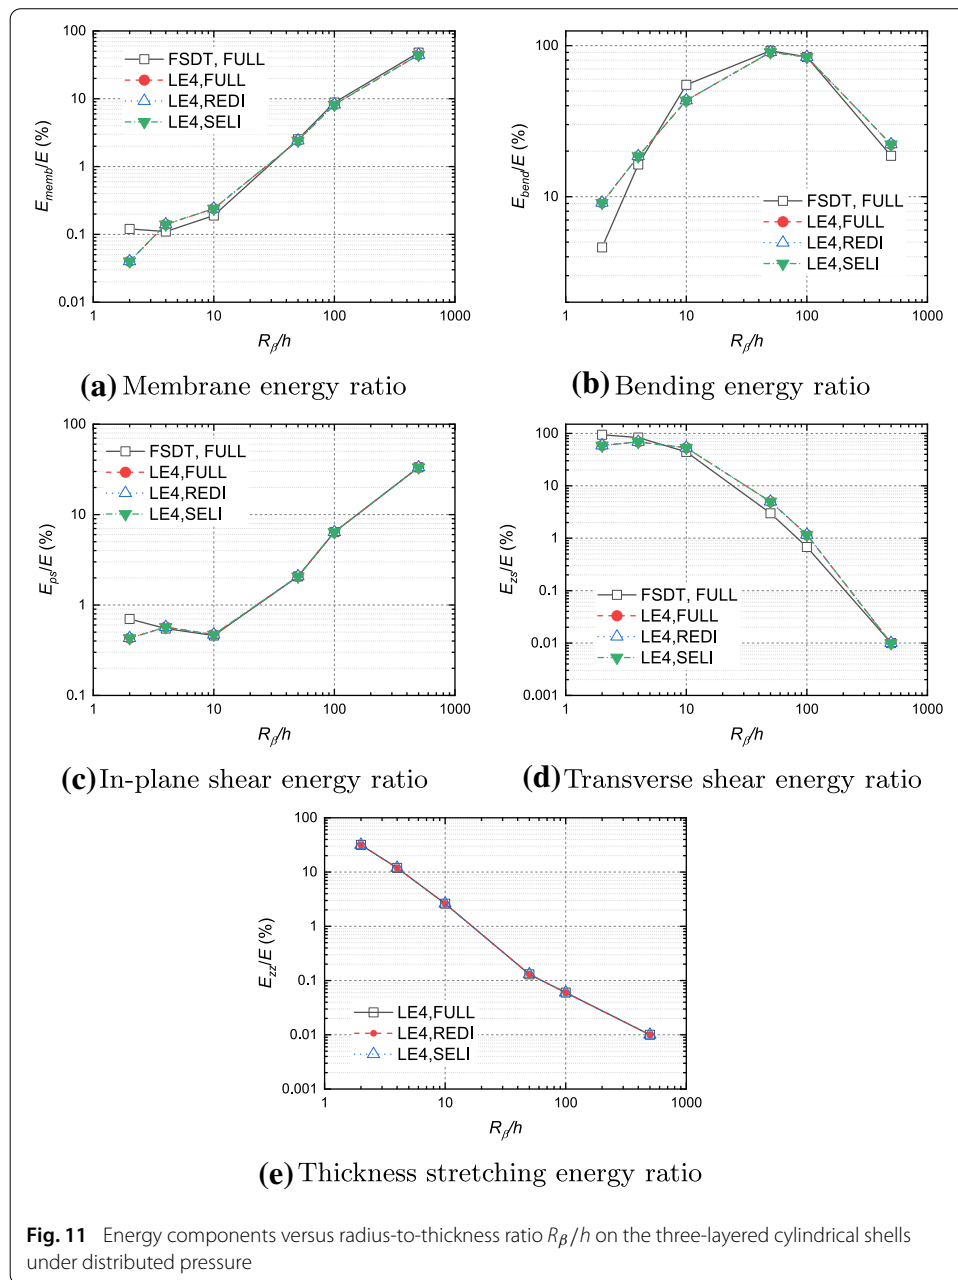 100
10
1
0.1
0.01
E_memb/E (%)
FSDT, FULL
LE4,FULL
LE4,REDI
LE4,SELI
1 10 100 1000
R_β/h
(a) Membrane energy ratio
100
10
E_bend/E (%)
FSDT, FULL
LE4,FULL
LE4,REDI
LE4,SELI
1 10 100 1000
R_β/h
(b) Bending energy ratio
100
10
1
0.1
E_ps/E (%)
FSDT, FULL
LE4,FULL
LE4,REDI
LE4,SELI
1 10 100 1000
R_β/h
(c) In-plane shear energy ratio
100
10
1
0.1
0.01
0.001
E_zs/E (%)
FSDT, FULL
LE4,FULL
LE4,REDI
LE4,SELI
1 10 100 1000
R_β/h
(d) Transverse shear energy ratio
100
10
1
0.1
0.01
0.001
E_zz/E (%)
LE4,FULL
LE4,REDI
LE4,SELI
1 10 100 1000
R_β/h
(e) Thickness stretching energy ratio
Fig. 11 Energy components versus radius-to-thickness ratio R_β/h on the three-layered cylindrical shells
under distributed pressure